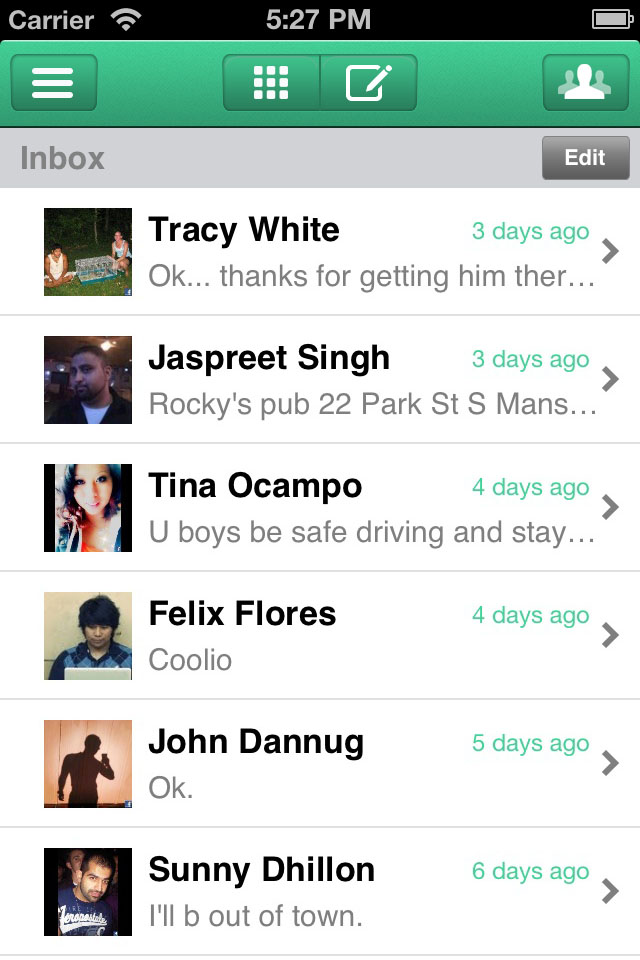 Carrier 5:27 PM
Inbox Edit
Tracy White 3 days ago
Ok... thanks for getting him ther...
Jaspreet Singh 3 days ago
Rocky's pub 22 Park St S Mans...
Tina Ocampo 4 days ago
U boys be safe driving and stay...
Felix Flores 4 days ago
Coolio
John Dannug 5 days ago
Ok.
Sunny Dhillon 6 days ago
I'll b out of town.
Aeropostale